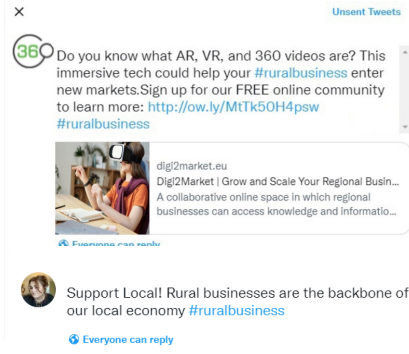 Unsent Tweets
360
Do you know what AR, VR, and 360 videos are? This
immersive tech could help your #ruralbusiness enter
new markets.Sign up for our FREE online community
to learn more: http://ow.ly/MtTk50H4psw
#ruralbusiness
digi2market.eu
Digi2Market | Grow and Scale Your Regional Busin...
A collaborative online space in which regional
businesses can access knowledge and informatio...
Everyone can reply
Support Local! Rural businesses are the backbone of
our local economy #ruralbusiness
Everyone can reply